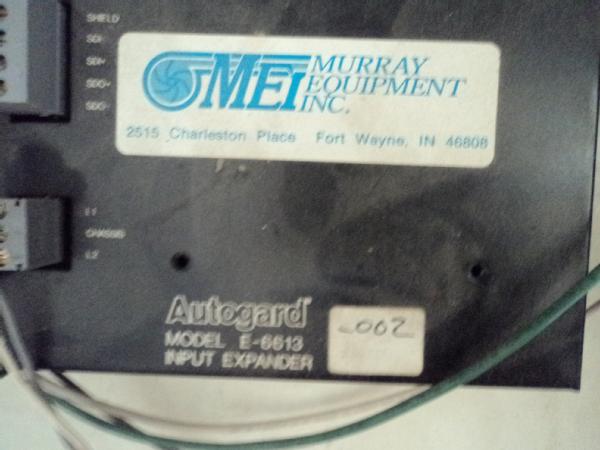 SHIELD
SDI-
SDI+
SDO+
SDO-
MEI MURRAY
EQUIPMENT
INC.
2515 Charleston Place Fort Wayne, IN 46808
L1
CHASSIS
L2
Autogard
MODEL E-6613
INPUT EXPANDER
-002